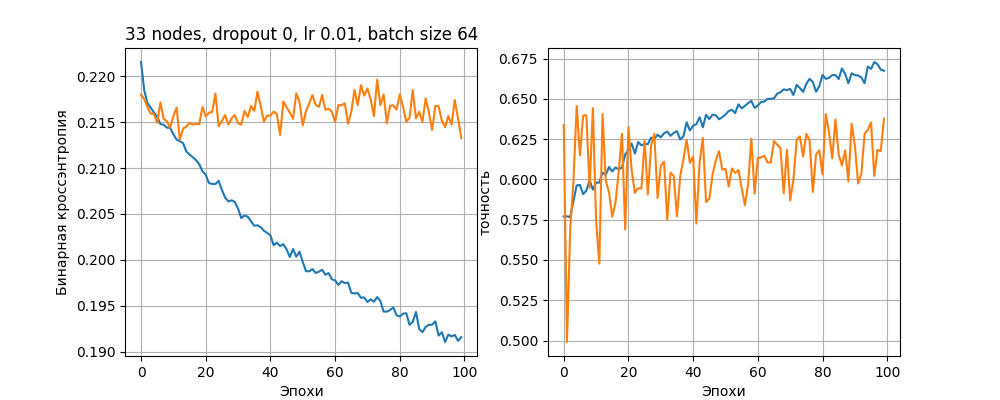 33 nodes, dropout 0, lr 0.01, batch size 64
Бинарная кроссэнтропия
0.220
0.215
0.210
0.205
0.200
0.195
0.190
0 20 40 60 80 100
Эпохи
точность
0.675
0.650
0.625
0.600
0.575
0.550
0.525
0.500
0 20 40 60 80 100
Эпохи